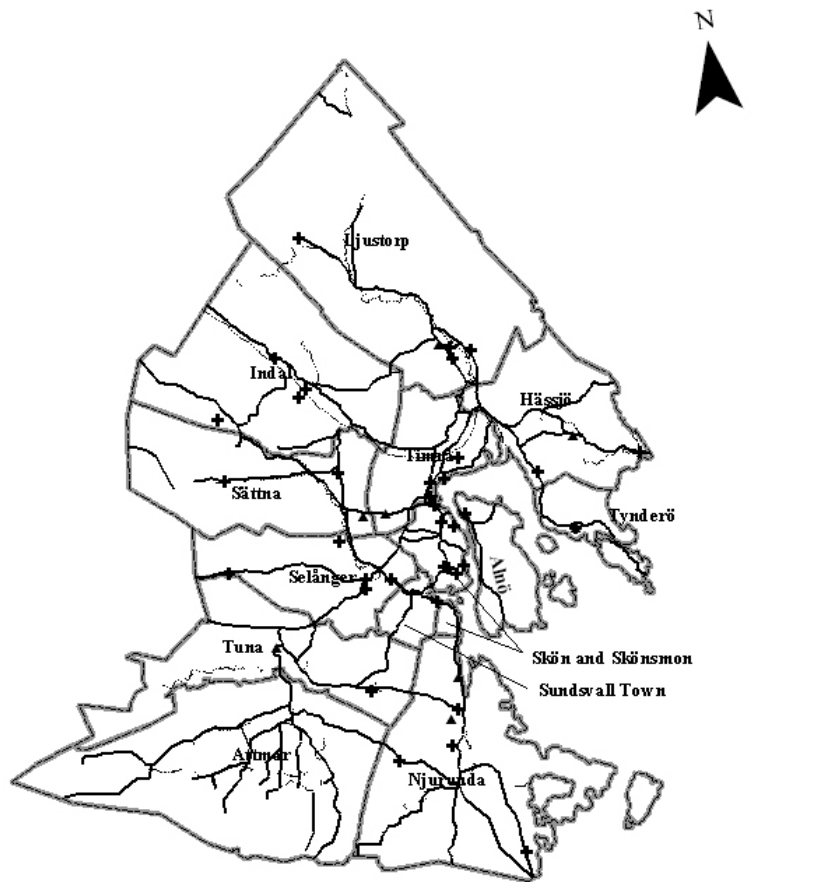 N
Ljustorp
Indal
Hässjö
Timrå
Sättna
Tynderö
Selånger
Alnö
Tuna
Skön and Skönsmon
Sundsvall Town
Attmar
Njurunda